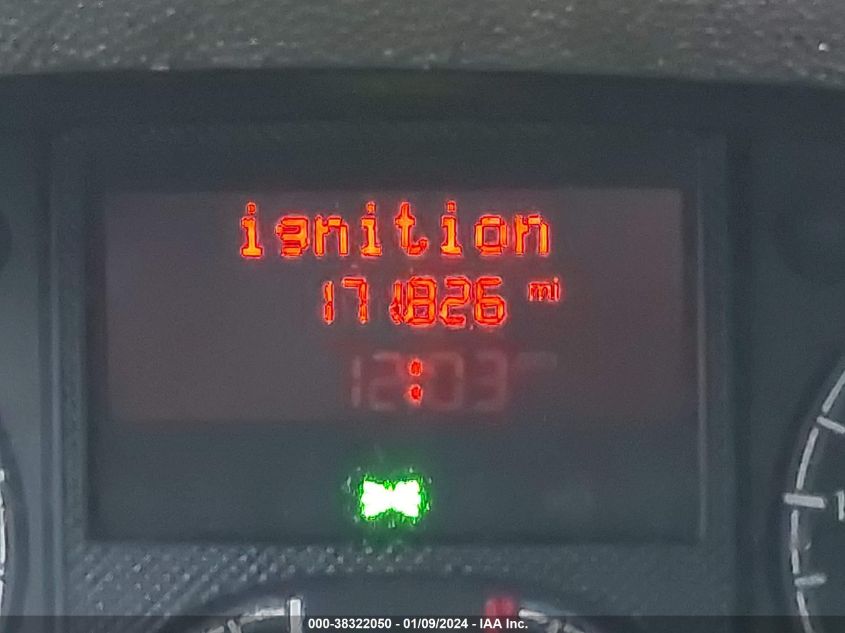 ignition
171826 mi
12:03
000-38322050 - 01/09/2024 - IAA Inc.